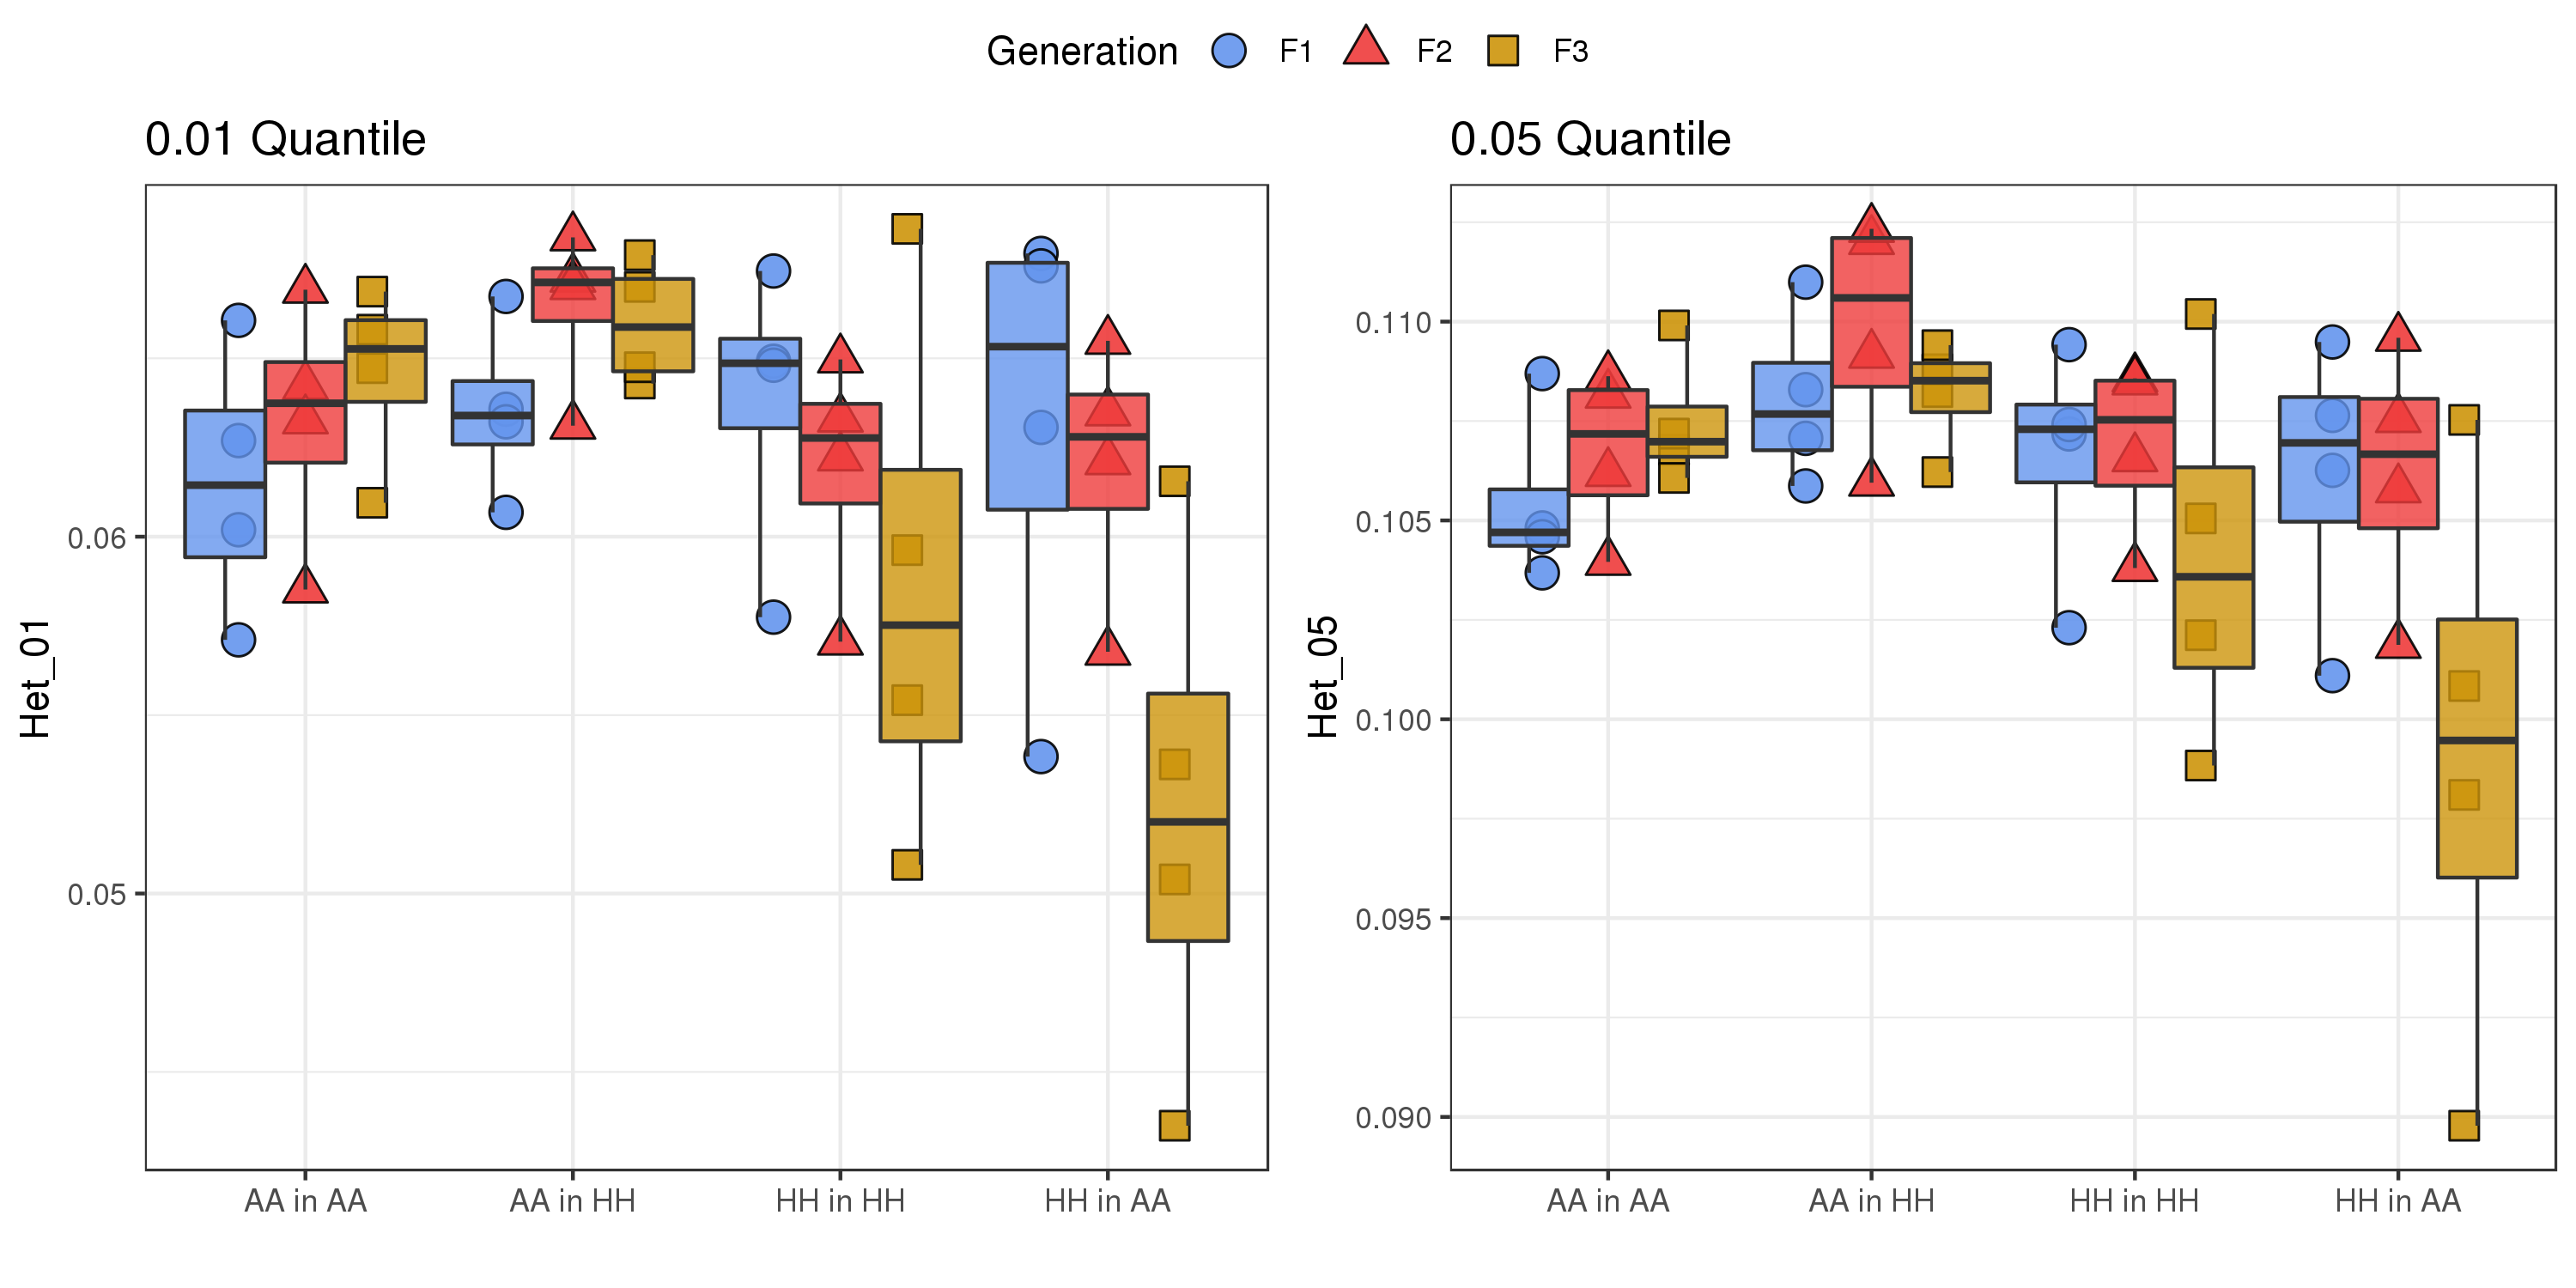 Generation F1 F2 F3
0.01 Quantile
Het_01
0.06
0.05
AA in AA AA in HH HH in HH HH in AA
0.05 Quantile
Het_05
0.110
0.105
0.100
0.095
0.090
AA in AA AA in HH HH in HH HH in AA